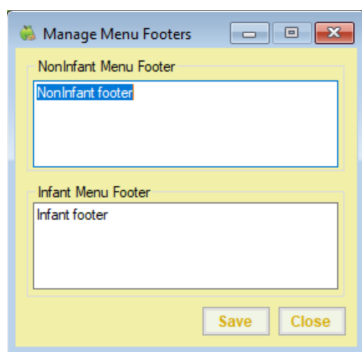 Manage Menu Footers
NonInfant Menu Footer
NonInfant footer
Infant Menu Footer
Infant footer
Save Close